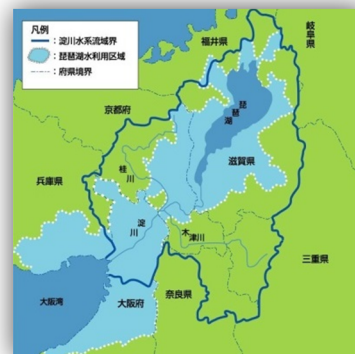 凡例
：淀川水系流域界
：琵琶湖水利用区域
：府県境界
福井県
岐阜県
京都府
琵琶湖
滋賀県
兵庫県
桂川
淀川
木津川
三重県
大阪湾
大阪府
奈良県